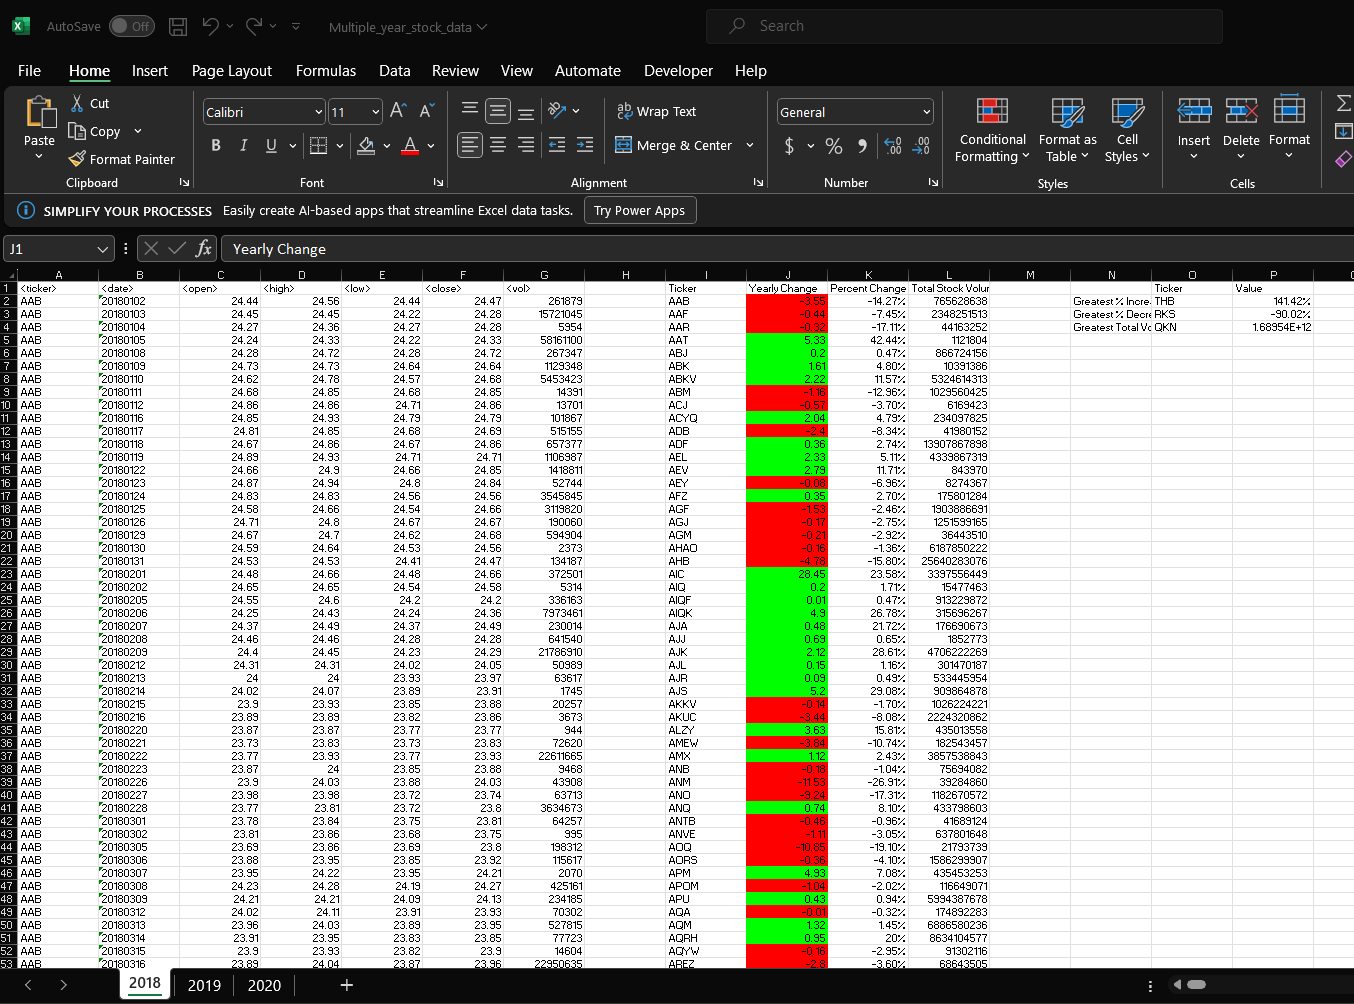 AutoSave Off Multiple_year_stock_data Search
File Home Insert Page Layout Formulas Data Review View Automate Developer Help
Paste Cut Copy Format Painter Clipboard
Calibri 11 A A B I U A Font
ab Wrap Text Merge & Center Alignment
General $ % 9 Number
Conditional Formatting Format as Table Cell Styles Styles
Insert Delete Format Cells
SIMPLIFY YOUR PROCESSES Easily create AI-based apps that streamline Excel data tasks. Try Power Apps
J1 fx Yearly Change
A B C D E F G H I J K L M N O P
1 <ticker> <date> <open> <high> <low> <close> <vol> Ticker Yearly Change Percent Change Total Stock Volur Ticker Value
2 AAB 20180102 24.44 24.56 24.44 24.47 261879 AAB -3.55 -14.27% 765628638 Greatest % Incre THB 141.42%
3 AAB 20180103 24.45 24.45 24.22 24.28 15721045 AAF -0.44 -7.45% 2348251513 Greatest % Decre RKS -90.02%
4 AAB 20180104 24.27 24.36 24.27 24.28 5954 AAR -0.32 -17.11% 44163252 Greatest Total Vo QKN 1.68954E+12
5 AAB 20180105 24.24 24.33 24.22 24.33 58161100 AAT 5.33 42.44% 1121804
6 AAB 20180108 24.28 24.72 24.28 24.72 267347 ABJ 0.2 0.47% 866724156
7 AAB 20180109 24.73 24.73 24.64 24.64 1129348 ABK 1.61 4.80% 10391386
8 AAB 20180110 24.62 24.78 24.57 24.68 5453423 ABKV 2.22 11.57% 5324614313
9 AAB 20180111 24.68 24.85 24.68 24.85 14391 ABM -1.16 -12.96% 1029560425
10 AAB 20180112 24.86 24.86 24.71 24.86 13701 ACJ -0.57 -3.70% 6169423
11 AAB 20180116 24.85 24.93 24.79 24.79 101867 ACYQ 2.04 4.79% 234097825
12 AAB 20180117 24.81 24.85 24.68 24.69 515155 ADB -2.4 -8.34% 41980152
13 AAB 20180118 24.67 24.86 24.67 24.86 657377 ADF 0.36 2.74% 13907867898
14 AAB 20180119 24.89 24.93 24.71 24.71 1106987 AEL 2.33 5.11% 4339867319
15 AAB 20180122 24.66 24.9 24.66 24.85 1418811 AEV 2.79 11.71% 843970
16 AAB 20180123 24.87 24.94 24.8 24.84 52744 AEY -0.08 -6.96% 8274367
17 AAB 20180124 24.83 24.83 24.56 24.56 3545845 AFZ 0.35 2.70% 175801284
18 AAB 20180125 24.58 24.66 24.54 24.66 3119820 AGF -1.53 -2.46% 1903886691
19 AAB 20180126 24.71 24.8 24.67 24.67 190060 AGJ -0.17 -2.75% 1251599165
20 AAB 20180129 24.67 24.7 24.62 24.68 594904 AGM -0.21 -2.92% 36443510
21 AAB 20180130 24.59 24.64 24.53 24.56 2373 AHAO -0.16 -1.36% 6187850222
22 AAB 20180131 24.53 24.53 24.41 24.47 134187 AHB -4.78 -15.80% 25640283076
23 AAB 20180201 24.48 24.66 24.48 24.66 372501 AIC 28.45 23.58% 3397556449
24 AAB 20180202 24.65 24.65 24.54 24.58 5314 AIQ 0.2 1.71% 15477463
25 AAB 20180205 24.55 24.6 24.2 24.2 336163 AIQF 0.01 0.47% 913229872
26 AAB 20180206 24.25 24.43 24.24 24.36 7973461 AIQK 4.9 26.78% 315696267
27 AAB 20180207 24.37 24.49 24.37 24.49 230014 AJA 0.48 21.72% 176690673
28 AAB 20180208 24.46 24.46 24.28 24.28 641540 AJJ 0.69 0.65% 1852773
29 AAB 20180209 24.4 24.45 24.23 24.29 21786910 AJK 2.12 28.61% 4706222269
30 AAB 20180212 24.31 24.31 24.02 24.05 50989 AJL 0.15 1.16% 301470187
31 AAB 20180213 24 24 23.93 23.97 63617 AJR 0.09 0.49% 533445954
32 AAB 20180214 24.02 24.07 23.89 23.91 1745 AJS 5.2 29.08% 909864878
33 AAB 20180215 23.9 23.93 23.85 23.88 20257 AKKV -0.14 -1.70% 1026224221
34 AAB 20180216 23.89 23.89 23.82 23.86 3673 AKUC -3.44 -8.08% 2224320862
35 AAB 20180220 23.87 23.87 23.77 23.77 944 ALZY 3.63 15.81% 435013558
36 AAB 20180221 23.73 23.83 23.73 23.83 72620 AMEW -3.84 -10.74% 182543457
37 AAB 20180222 23.77 23.93 23.77 23.93 22611665 AMX 1.12 2.43% 3857538843
38 AAB 20180223 23.87 24 23.85 23.88 9468 ANB -0.18 -1.04% 75694082
39 AAB 20180226 23.9 24.03 23.88 24.03 43908 ANM -11.53 -26.91% 39284860
40 AAB 20180227 23.98 23.98 23.72 23.74 63713 ANO -9.24 -17.31% 1182670572
41 AAB 20180228 23.77 23.81 23.72 23.8 3634673 ANQ 0.74 8.10% 433798603
42 AAB 20180301 23.78 23.84 23.75 23.81 64257 ANTB -0.46 -0.96% 41689124
43 AAB 20180302 23.81 23.86 23.68 23.75 995 ANVE -1.11 -3.05% 637801648
44 AAB 20180305 23.69 23.86 23.69 23.8 198312 AOQ -10.85 -19.10% 21793739
45 AAB 20180306 23.88 23.95 23.85 23.92 115617 AORS -0.36 -4.10% 1586299907
46 AAB 20180307 23.95 24.22 23.95 24.21 2070 APM 4.93 7.08% 435453253
47 AAB 20180308 24.23 24.28 24.19 24.27 425161 APOM -1.04 -2.02% 116649071
48 AAB 20180309 24.21 24.21 24.09 24.13 234185 APU 0.43 0.94% 5994387678
49 AAB 20180312 24.02 24.11 23.91 23.93 70302 AQA -0.01 -0.32% 174892283
50 AAB 20180313 23.96 24.03 23.89 23.95 527815 AQM 1.32 1.45% 6886580236
51 AAB 20180314 23.91 23.95 23.83 23.85 77723 AQRH 0.95 20% 8634104577
52 AAB 20180315 23.9 23.93 23.82 23.9 14604 AQYW -0.16 -2.95% 91302116
53 AAB 20180316 23.89 24.04 23.87 23.96 22950635 AREZ -2.6 -3.60% 68643505
2018 2019 2020 +